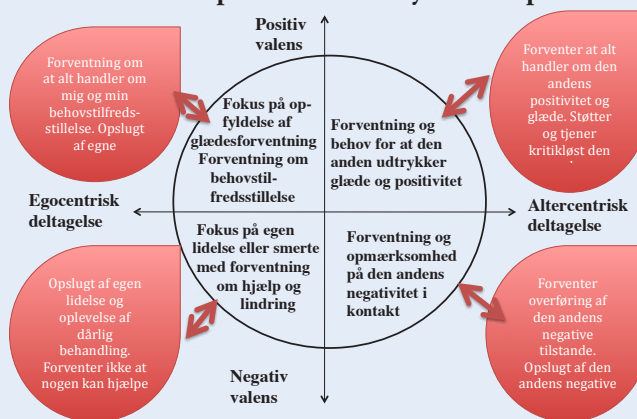 Positiv
valens
Forventning om
at alt handler om
mig og min
behovstilfreds-
stillelse. Opslugt
af egne
Forventer at alt
handler om den
andens
positivitet og
glæde. Støtter
og tjener
kritikløst den
Fokus på op-
fyldelse af
glædesforventning
Forventning om
behovstil-
fredsstillelse
Forventning og
behov for at den
anden udtrykker
glæde og positivitet
Egocentrisk
deltagelse
Altercentrisk
deltagelse
Fokus på egen
lidelse eller smerte
med forventning
om hjælp og
lindring
Forventning og
opmærksomhed
på den andens
negativitet i
kontakt
Opslugt af egen
lidelse og
oplevelse af
dårlig
behandling.
Forventer ikke at
nogen kan hjælpe
Forventer
overføring af
den andens
negative
tilstande.
Opslugt af den
andens negative
Negativ
valens